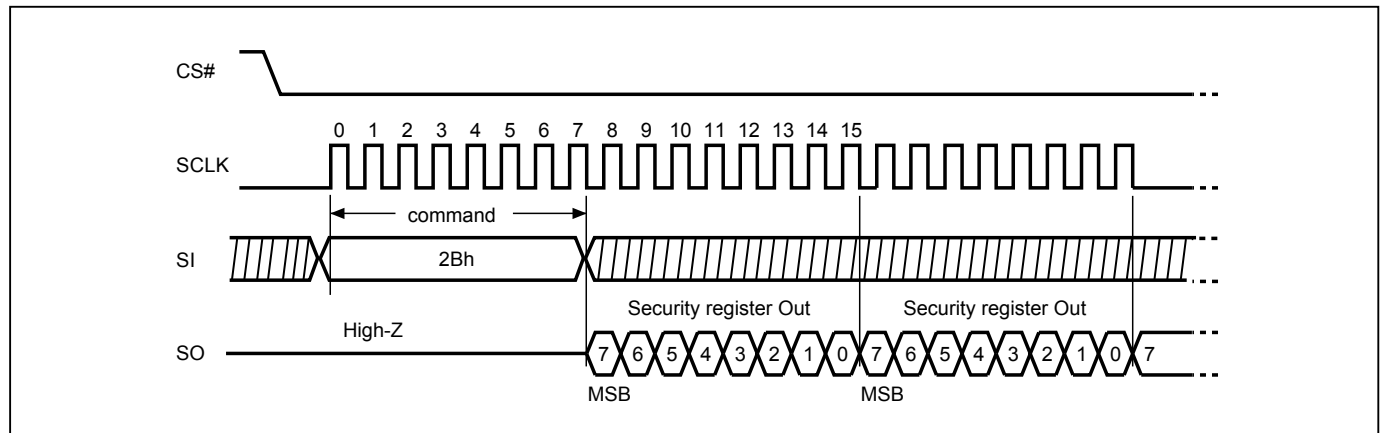 CS#
0 1 2 3 4 5 6 7 8 9 10 11 12 13 14 15
SCLK
command
SI
2Bh
Security register Out Security register Out
High-Z
SO
7 6 5 4 3 2 1 0 7 6 5 4 3 2 1 0 7
MSB MSB